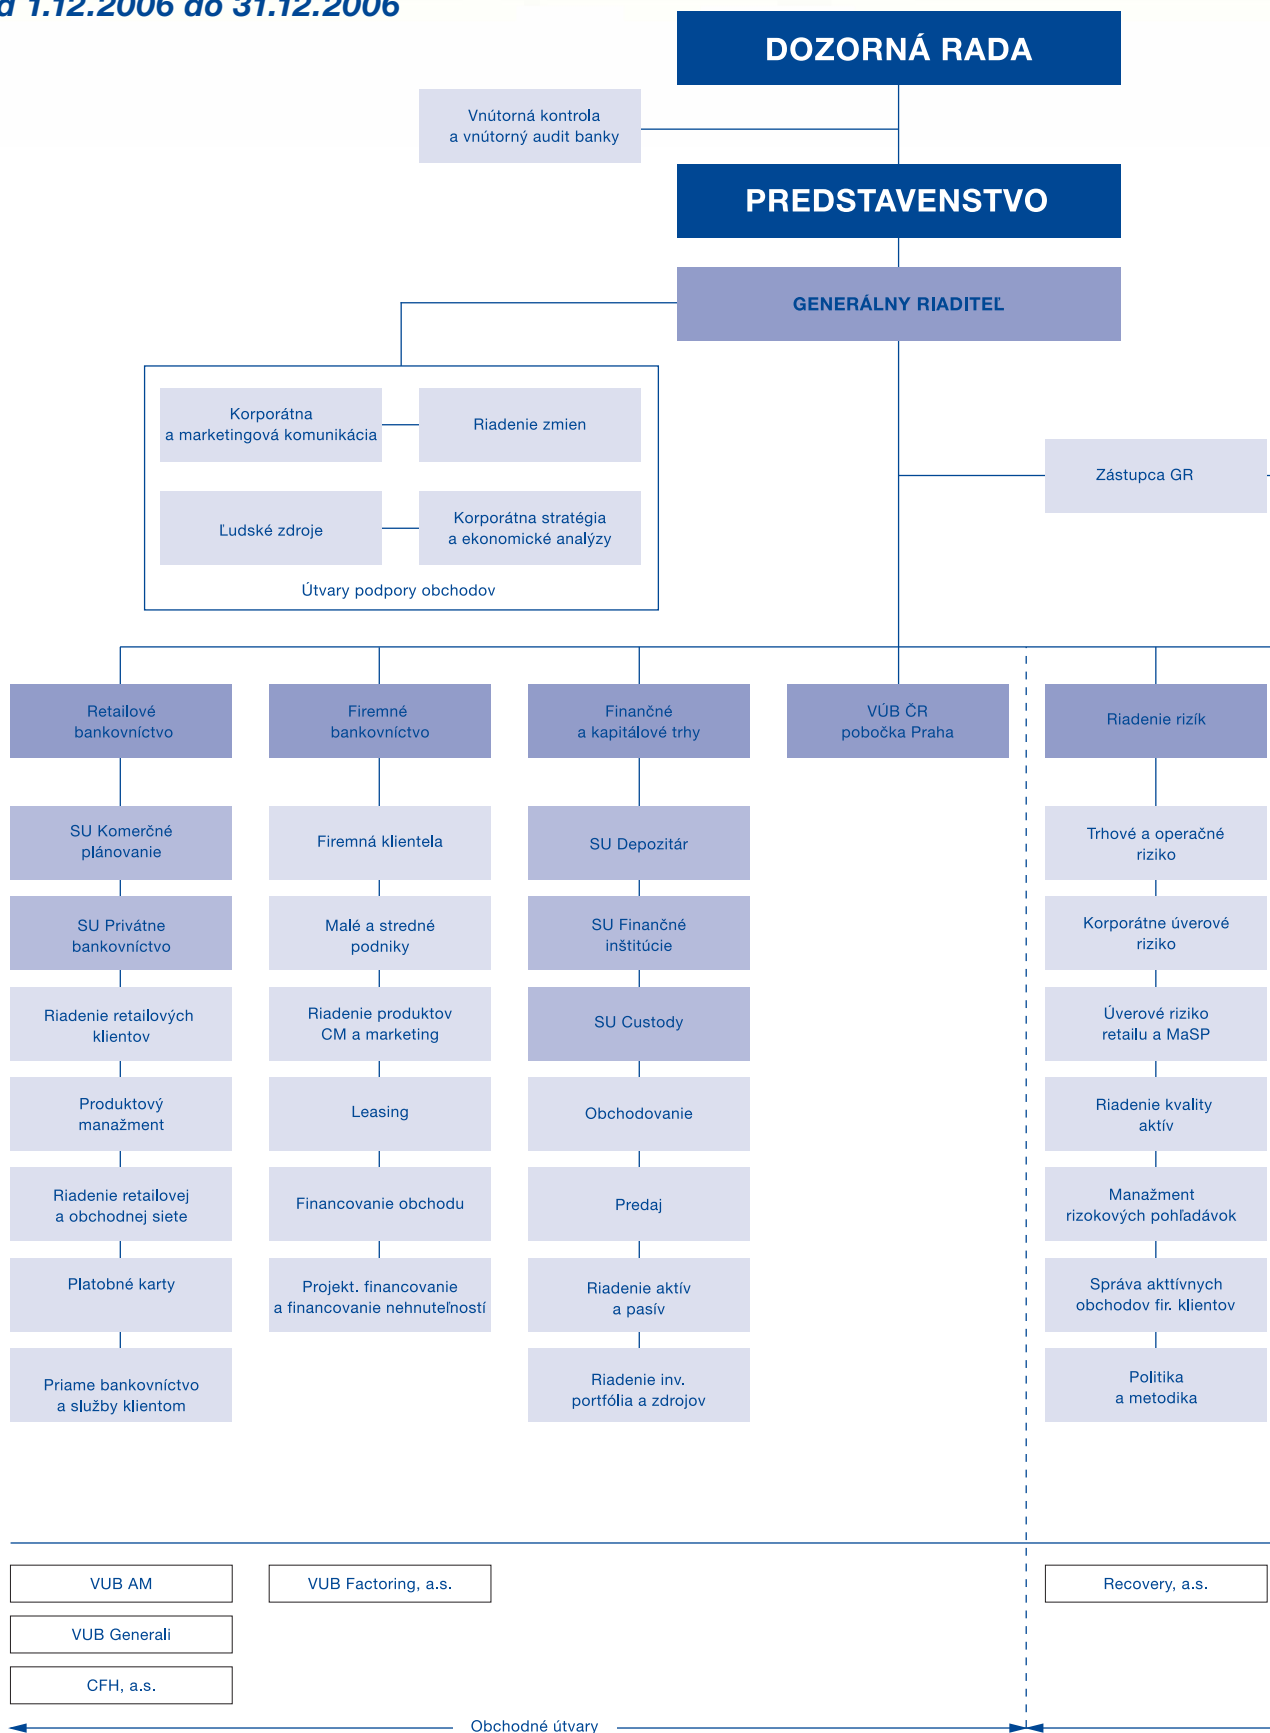 1.12.2006 do 31.12.2006
DOZORNÁ RADA
Vnútorná kontrola
a vnútorný audit banky
PREDSTAVENSTVO
GENERÁLNY RIADITEĽ
Korporátna
a marketingová komunikácia
Riadenie zmien
Zástupca GR
Ľudské zdroje
Korporátna stratégia
a ekonomické analýzy
Útvary podpory obchodov
Retailové
bankovníctvo
Firemné
bankovníctvo
Finančné
a kapitálové trhy
VÚB ČR
pobočka Praha
Riadenie rizík
SU Komerčné
plánovanie
Firemná klientela
SU Depozitár
Trhové a operačné
riziko
SU Privátne
bankovníctvo
Malé a stredné
podniky
SU Finančné
inštitúcie
Korporátne úverové
riziko
Riadenie retailových
klientov
Riadenie produktov
CM a marketing
SU Custody
Úverové riziko
retailu a MaSP
Produktový
manažment
Leasing
Obchodovanie
Riadenie kvality
aktív
Riadenie retailovej
a obchodnej siete
Financovanie obchodu
Predaj
Manažment
rizokových pohľadávok
Platobné karty
Projekt. financovanie
a financovanie nehnuteľností
Riadenie aktív
a pasív
Správa akttívnych
obchodov fir. klientov
Priame bankovníctvo
a služby klientom
Riadenie inv.
portfólia a zdrojov
Politika
a metodika
VUB AM
VUB Factoring, a.s.
Recovery, a.s.
VUB Generali
CFH, a.s.
Obchodné útvary